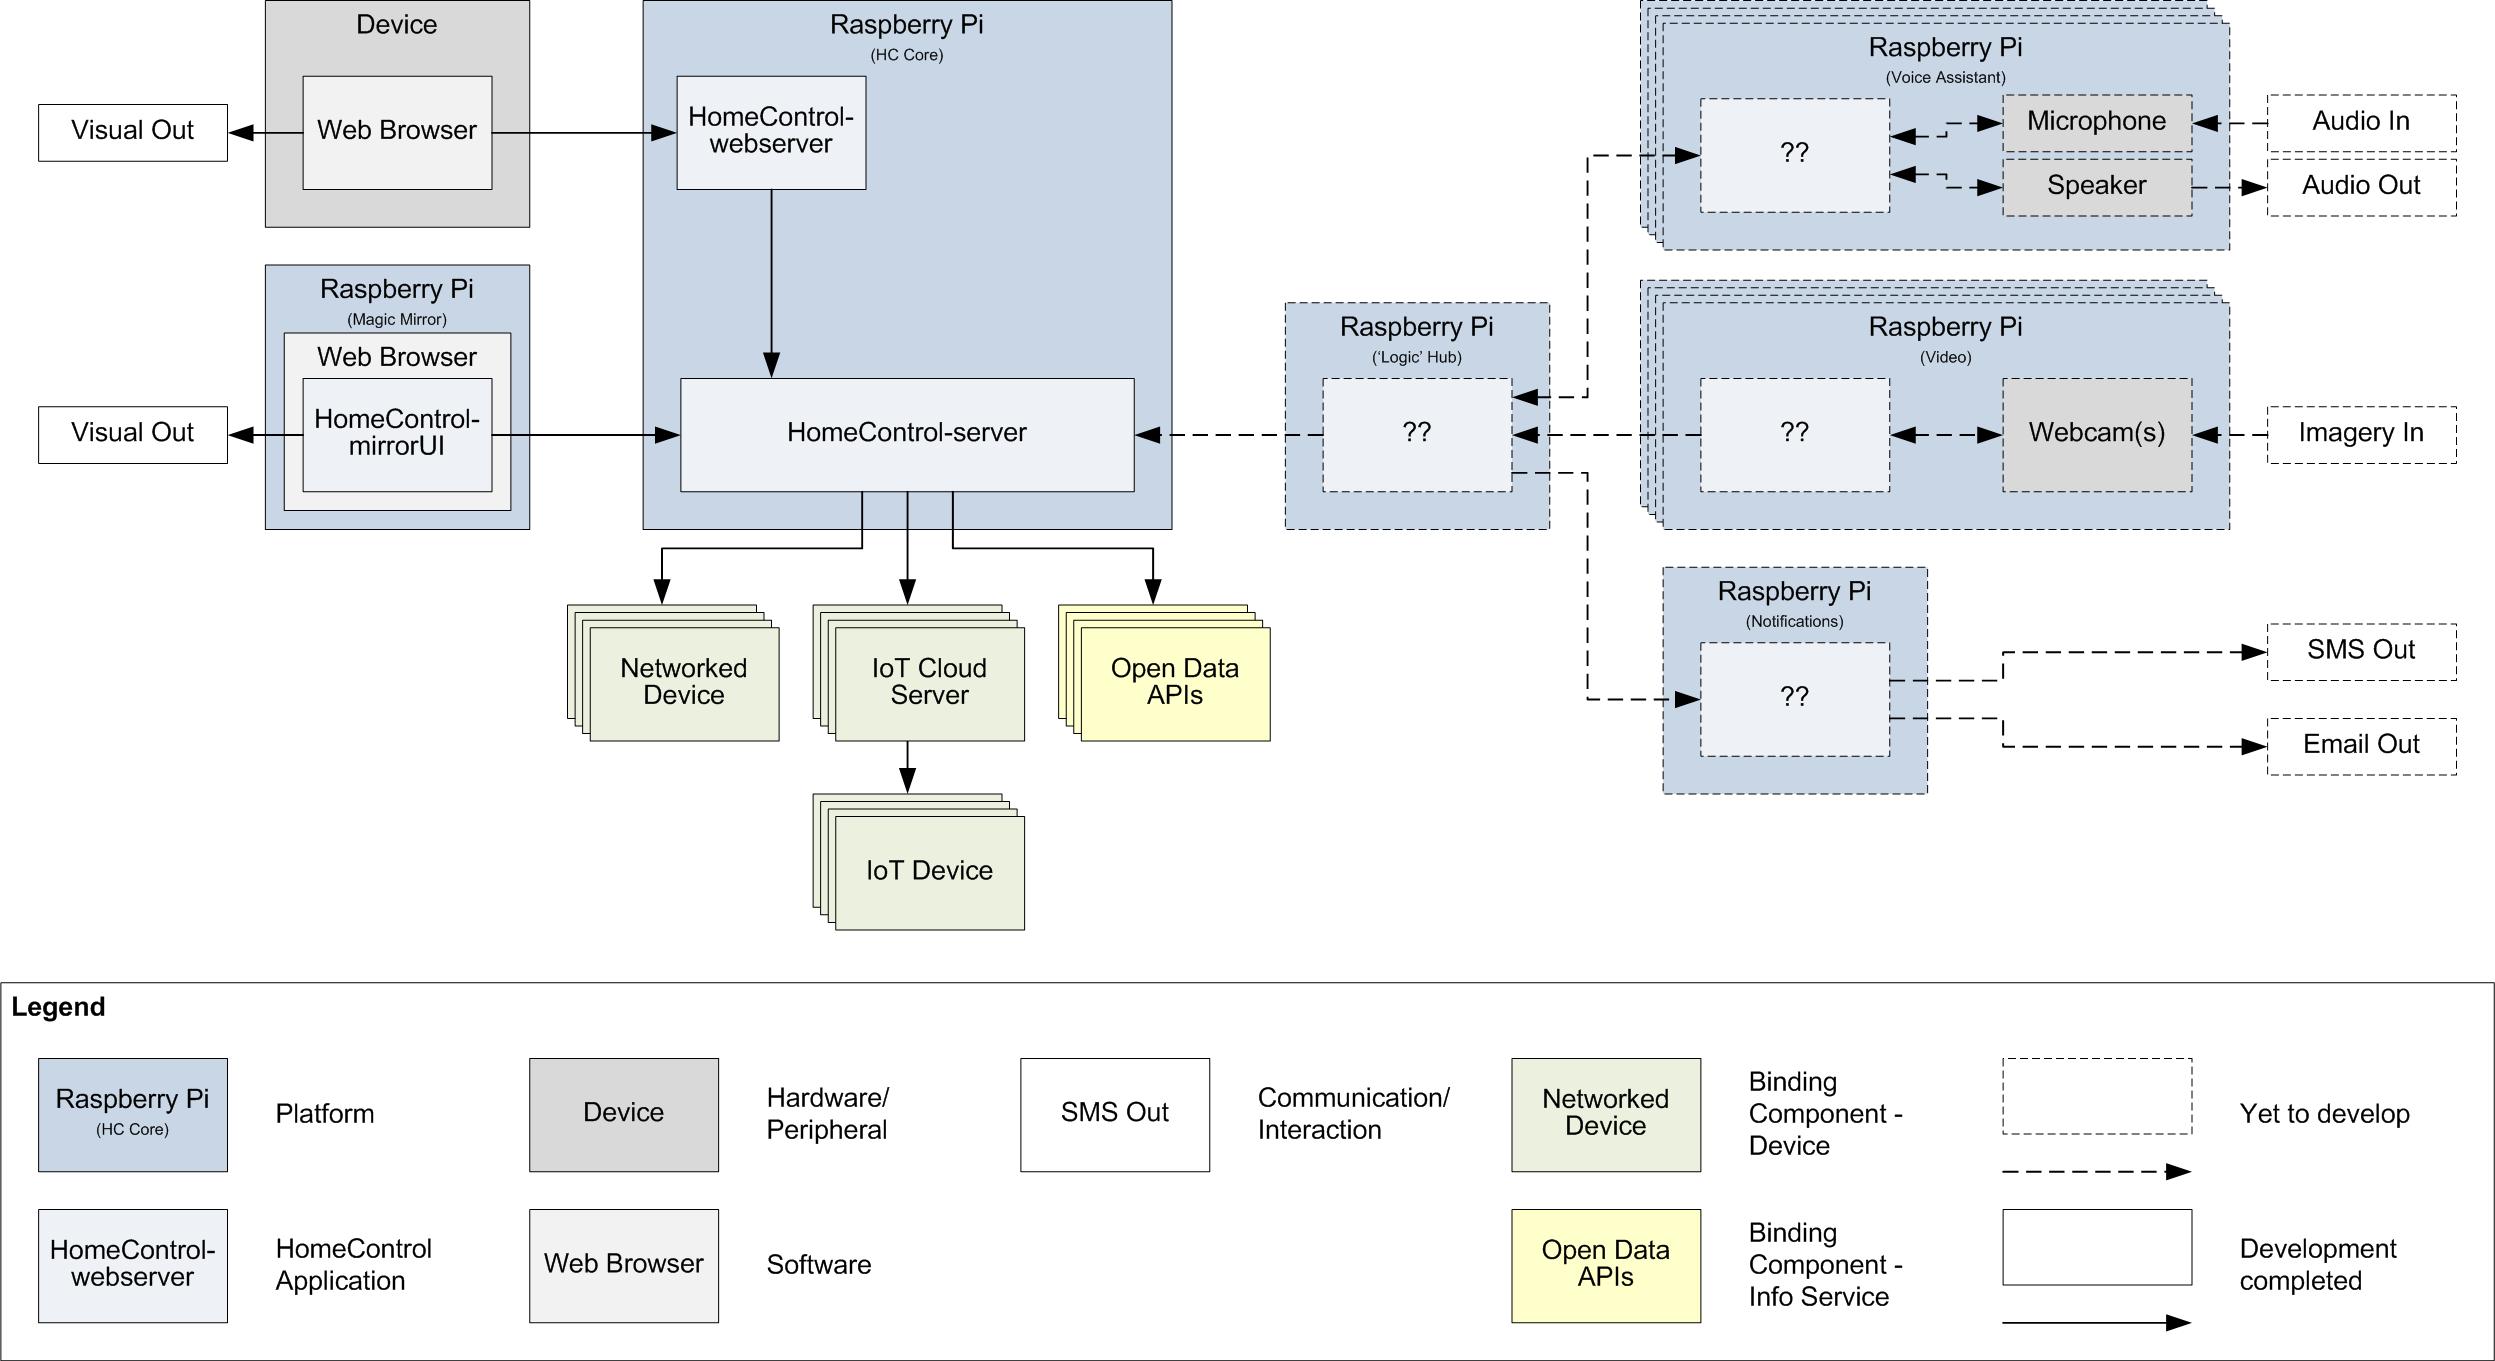 Device
Web Browser
Visual Out
Raspberry Pi
(HC Core)
HomeControl-
webserver
Raspberry Pi
(Magic Mirror)
Web Browser
HomeControl-
mirrorUI
Visual Out
HomeControl-server
Networked
Device
IoT Cloud
Server
Open Data
APIs
IoT Device
Raspberry Pi
(‘Logic’ Hub)
??
Raspberry Pi
(Voice Assistant)
??
Microphone
Speaker
Audio In
Audio Out
Raspberry Pi
(Video)
??
Webcam(s)
Imagery In
Raspberry Pi
(Notifications)
??
SMS Out
Email Out
Legend
Raspberry Pi
(HC Core)
Platform
Device
Hardware/
Peripheral
SMS Out
Communication/
Interaction
Networked
Device
Binding
Component -
Device
Yet to develop
HomeControl-
webserver
HomeControl
Application
Web Browser
Software
Open Data
APIs
Binding
Component -
Info Service
Development
completed